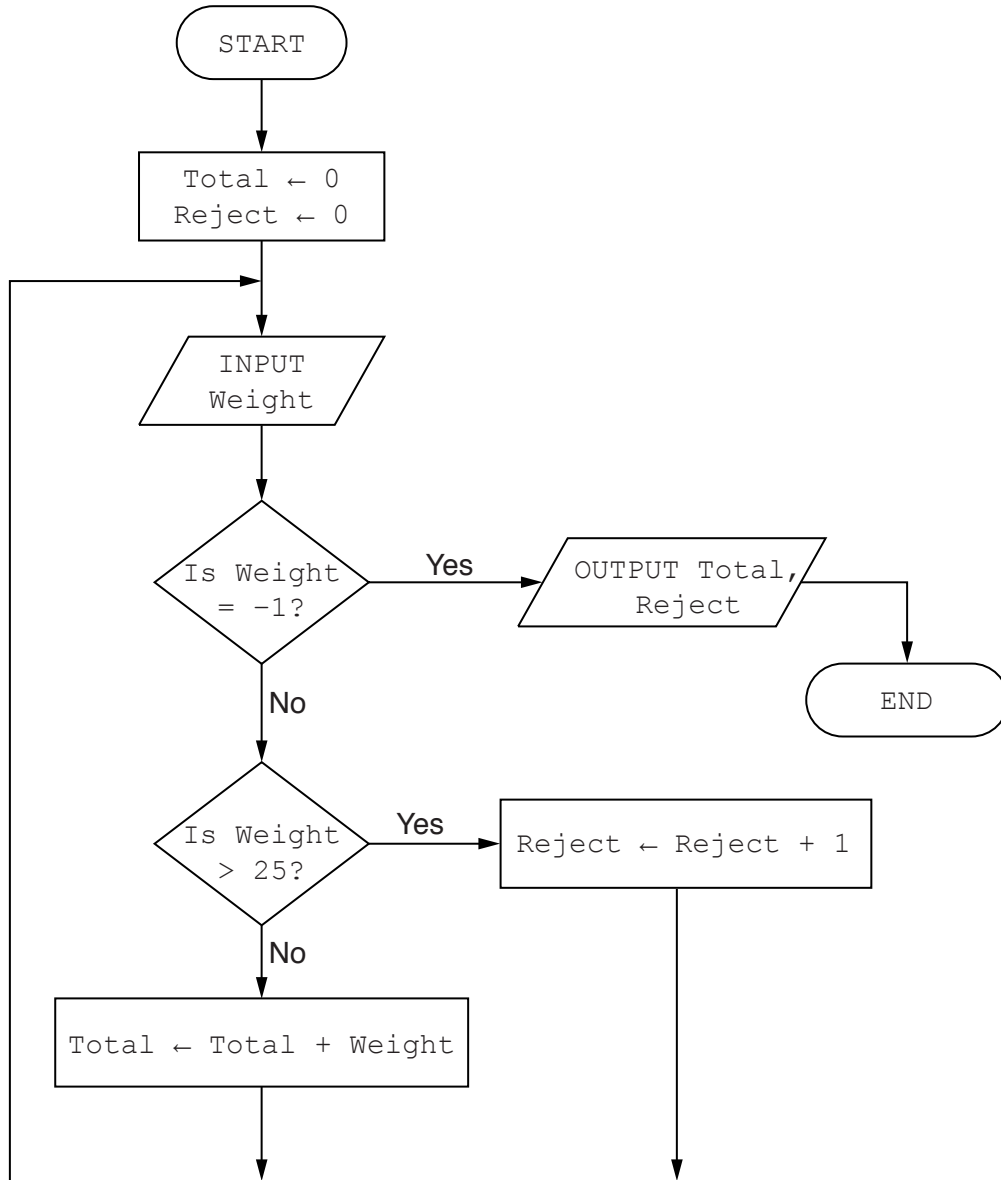 START
Total ← 0
Reject ← 0
INPUT
Weight
Is Weight
= –1?
Yes
OUTPUT Total,
Reject
END
No
Is Weight
> 25?
Yes
Reject ← Reject + 1
No
Total ← Total + Weight